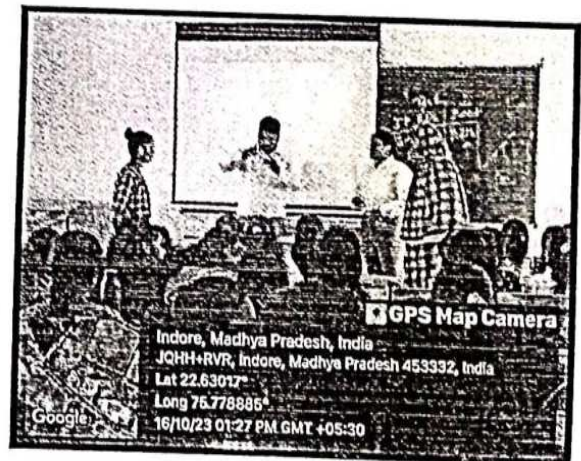 GPS Map Camera
Indore, Madhya Pradesh, India
JQHH+RVR, Indore, Madhya Pradesh 453332, India
Lat 22.63017°
Long 75.778885°
16/10/23 01:27 PM GMT +05:30
Google